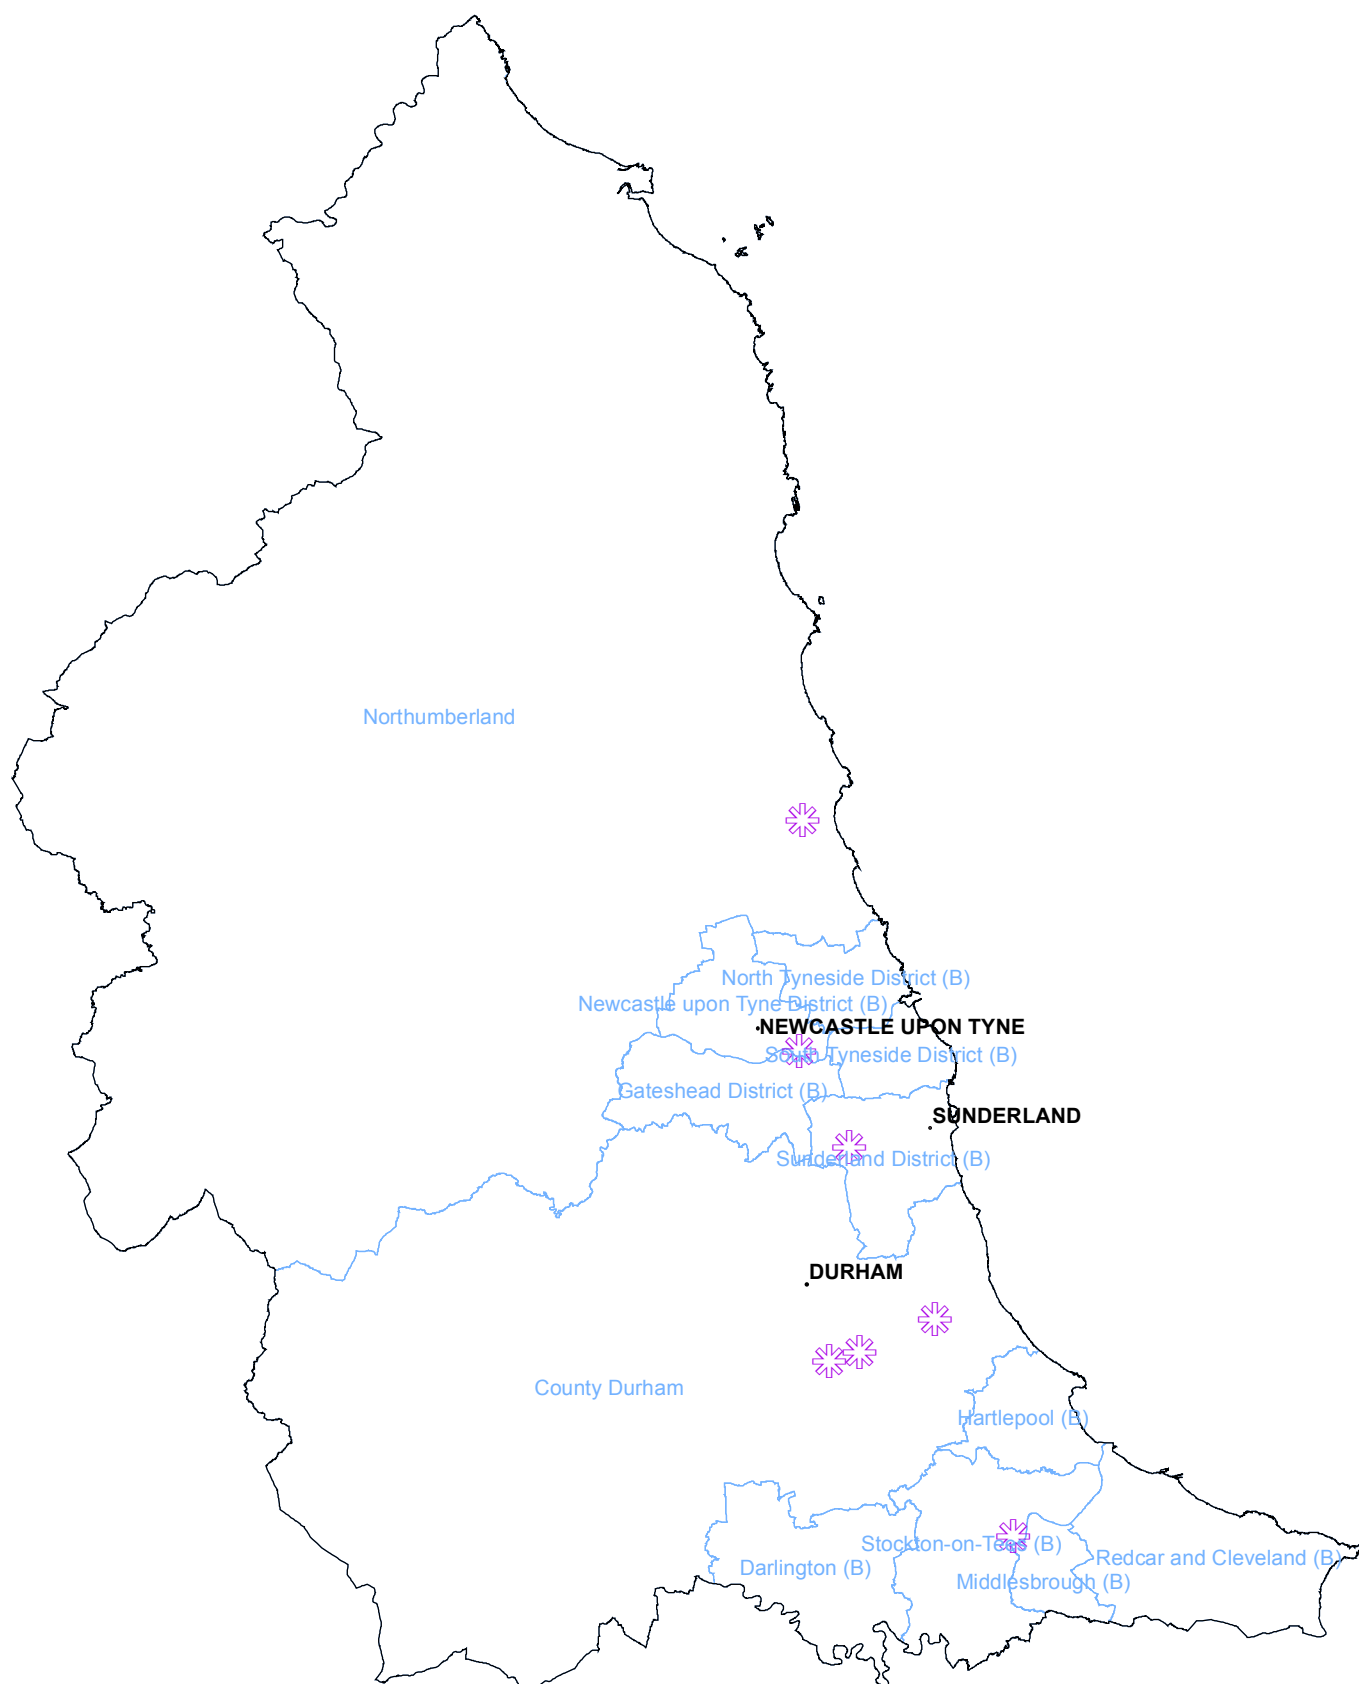 Northumberland
North Tyneside District (B)
Newcastle upon Tyne District (B)
NEWCASTLE UPON TYNE
South Tyneside District (B)
Gateshead District (B)
SUNDERLAND
Sunderland District (B)
DURHAM
County Durham
Hartlepool (B)
Stockton-on-Tees (B)
Redcar and Cleveland (B)
Darlington (B)
Middlesbrough (B)